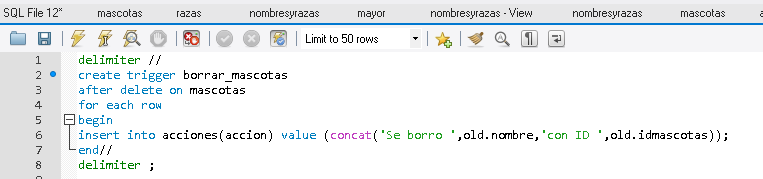 SQL File 12* mascotas razas nombresyrazas mayor nombresyrazas - View nombresyrazas mascotas a
Limit to 50 rows
1 delimiter //
2 create trigger borrar_mascotas
3 after delete on mascotas
4 for each row
5 begin
6 insert into acciones(accion) value (concat('Se borro ',old.nombre,'con ID ',old.idmascotas));
7 end//
8 delimiter ;